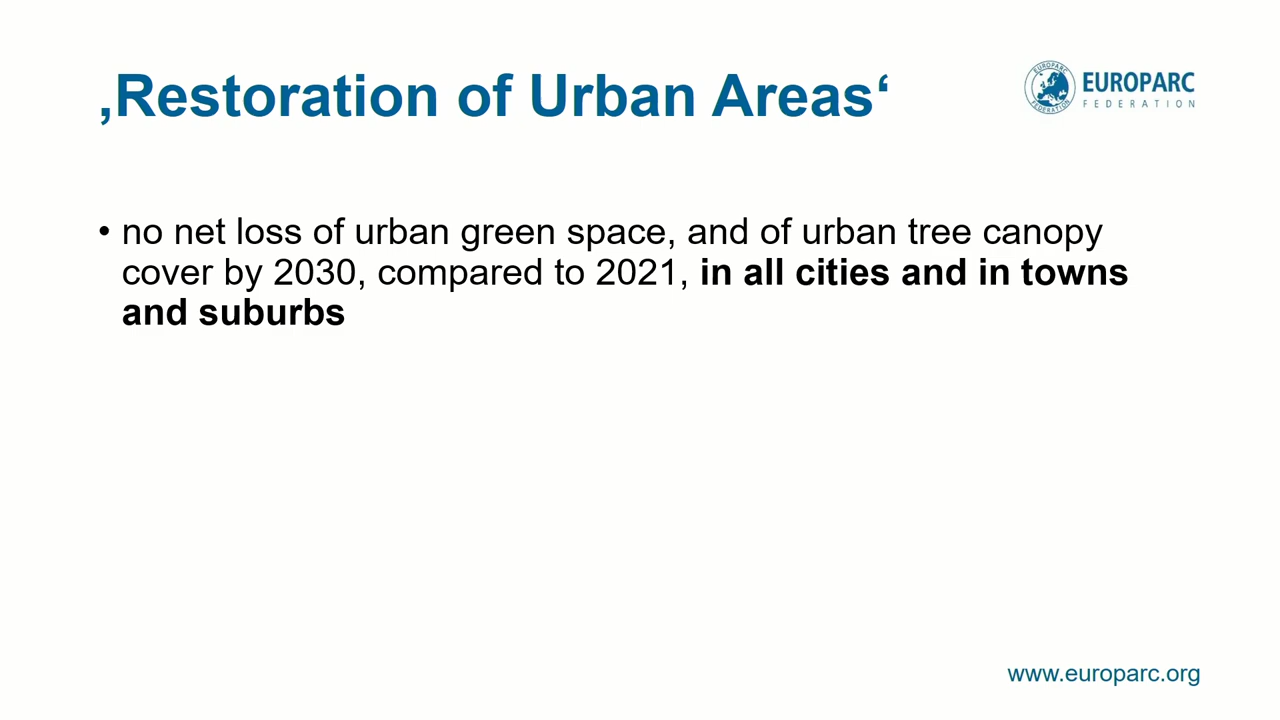 ‚Restoration of Urban Areas‘
EUROPARC
FEDERATION
• no net loss of urban green space, and of urban tree canopy
cover by 2030, compared to 2021, in all cities and in towns
and suburbs
www.europarc.org